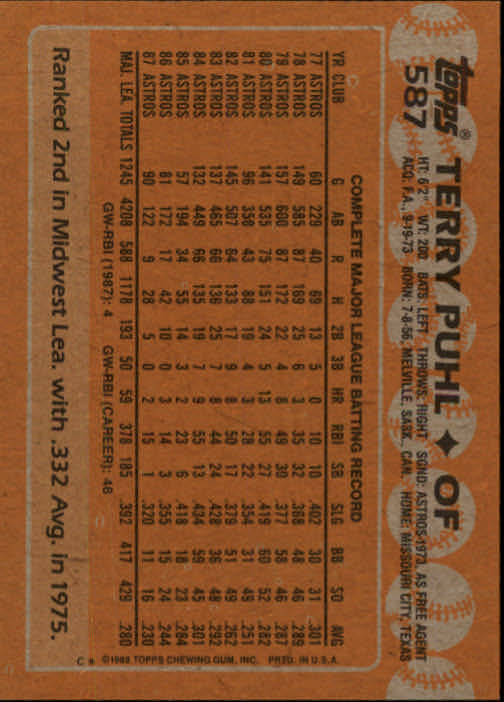 topps®
587
TERRY PUHL ✦ OF
HT: 6'2" WT: 200 BATS: LEFT THROWS: RIGHT SGND: ASTROS-1973, AS FREE AGENT
ACQ: F.A., 9-19-73 BORN: 7-8-56, MELVILLE, SASK., CAN. HOME: MISSOURI CITY, TEXAS
COMPLETE MAJOR LEAGUE BATTING RECORD
YR CLUB G AB R H 2B 3B HR RBI SB SLG BB SO AVG
77 ASTROS 60 229 40 69 13 5 0 10 10 .402 30 31 .301
78 ASTROS 149 585 87 169 25 6 3 35 32 .368 48 46 .289
79 ASTROS 157 600 87 172 22 4 8 49 30 .377 58 46 .287
80 ASTROS 141 535 75 151 24 5 13 55 27 .419 60 52 .282
81 ASTROS 96 350 43 88 19 4 3 28 22 .354 31 49 .251
82 ASTROS 145 507 64 133 17 9 8 50 17 .379 51 49 .262
83 ASTROS 137 465 66 136 25 7 8 44 24 .428 36 48 .292
84 ASTROS 132 449 66 135 19 7 9 55 13 .434 59 45 .301
85 ASTROS 57 194 34 55 14 3 2 23 6 .418 18 23 .284
86 ASTROS 81 172 17 42 10 0 3 14 3 .355 15 24 .244
87 ASTROS 90 122 9 28 5 0 2 15 1 .320 11 16 .230
MAJ. LEA. TOTALS 1245 4208 588 1178 193 50 59 378 185 .392 417 429 .280
GW-RBI (1987): 4 GW-RBI (CAREER): 46
©1988 TOPPS CHEWING GUM, INC. PRTD. IN U.S.A.
Ranked 2nd in Midwest Lea. with .332 Avg. in 1975.